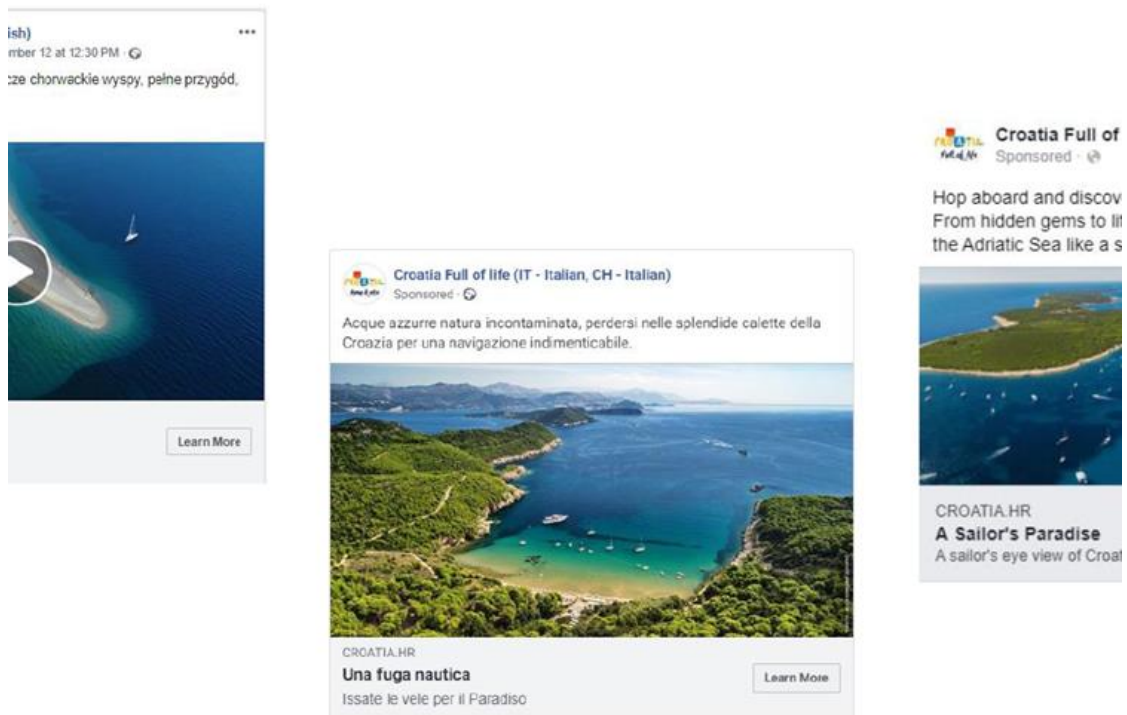 ish)
mber 12 at 12:30 PM
cze chorwackie wyspy, pełne przygód,
Learn More
Croatia Full of life (IT - Italian, CH - Italian)
Sponsored
Acque azzurre natura incontaminata, perdersi nelle splendide calette della
Croazia per una navigazione indimenticabile.
CROATIA.HR
Una fuga nautica
Issate le vele per il Paradiso
Learn More
CROATIA
Full of life
Croatia Full of
Sponsored
Hop aboard and discov
From hidden gems to li
the Adriatic Sea like a s
CROATIA.HR
A Sailor's Paradise
A sailor's eye view of Croat